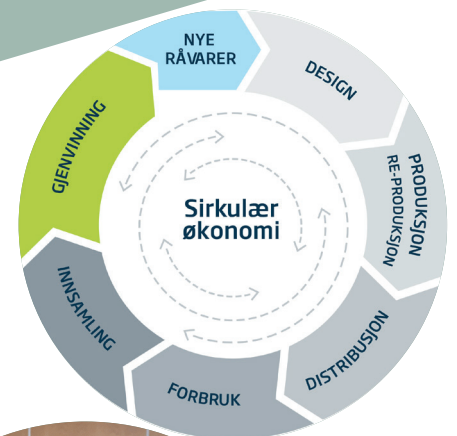 NYE
RÅVARER
DESIGN
PRODUKSJON
RE-PRODUKSJON
DISTRIBUSJON
FORBRUK
INNSAMLING
GJENVINNING
Sirkulær
økonomi